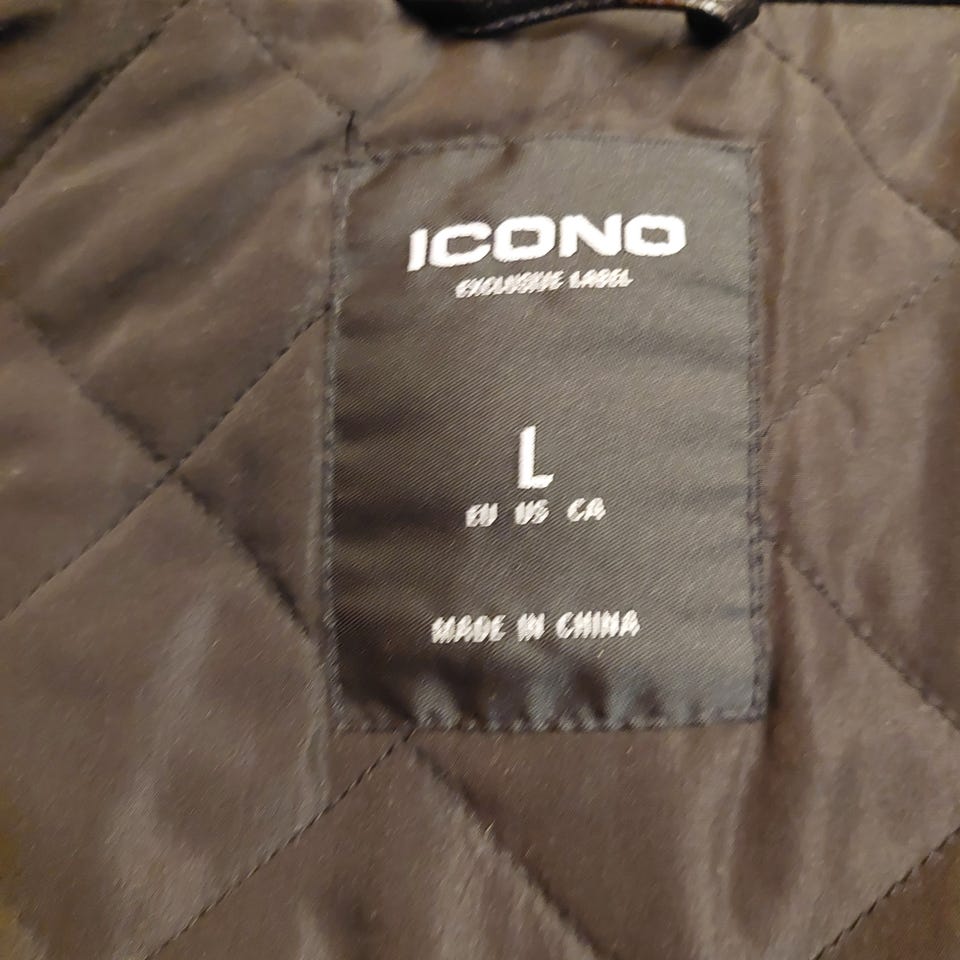 ICONO
EXCLUSIVE LABEL
L
EU US CA
MADE IN CHINA